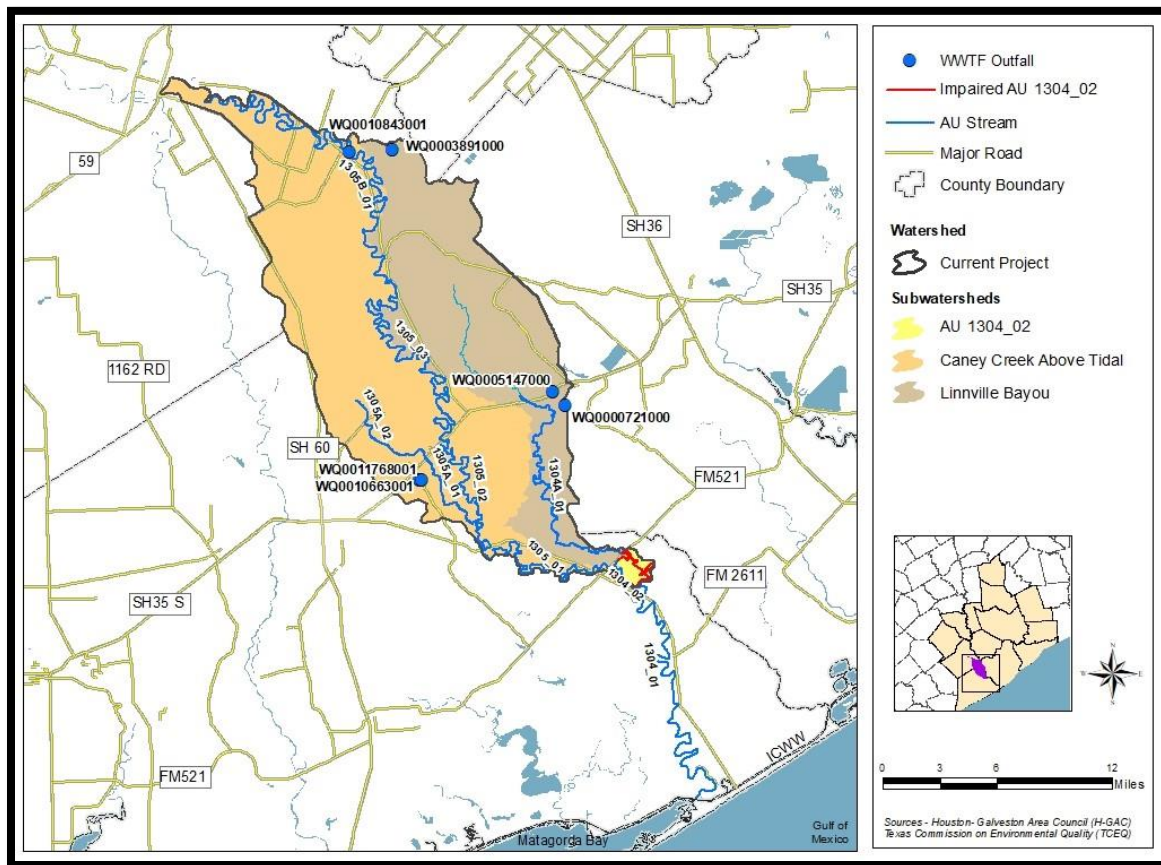 WQ0010843001
WQ0003891000
59
1305B_01
SH36
SH35
1305_03
1162 RD
WQ0005147000
WQ0000721000
1305A_02
SH 60
WQ0011768001
WQ0010663001
1305A_01
1305_02
1304A_01
FM521
1305_01
1304_02
FM 2611
SH35 S
1304_01
ICWW
FM521
Matagorda Bay
Gulf of
Mexico
WWTF Outfall
Impaired AU 1304_02
AU Stream
Major Road
County Boundary
Watershed
Current Project
Subwatersheds
AU 1304_02
Caney Creek Above Tidal
Linnville Bayou
N
W
E
S
0 3 6 12
Miles
Sources - Houston- Galveston Area Council (H-GAC)
Texas Commission on Environmental Quality (TCEQ)